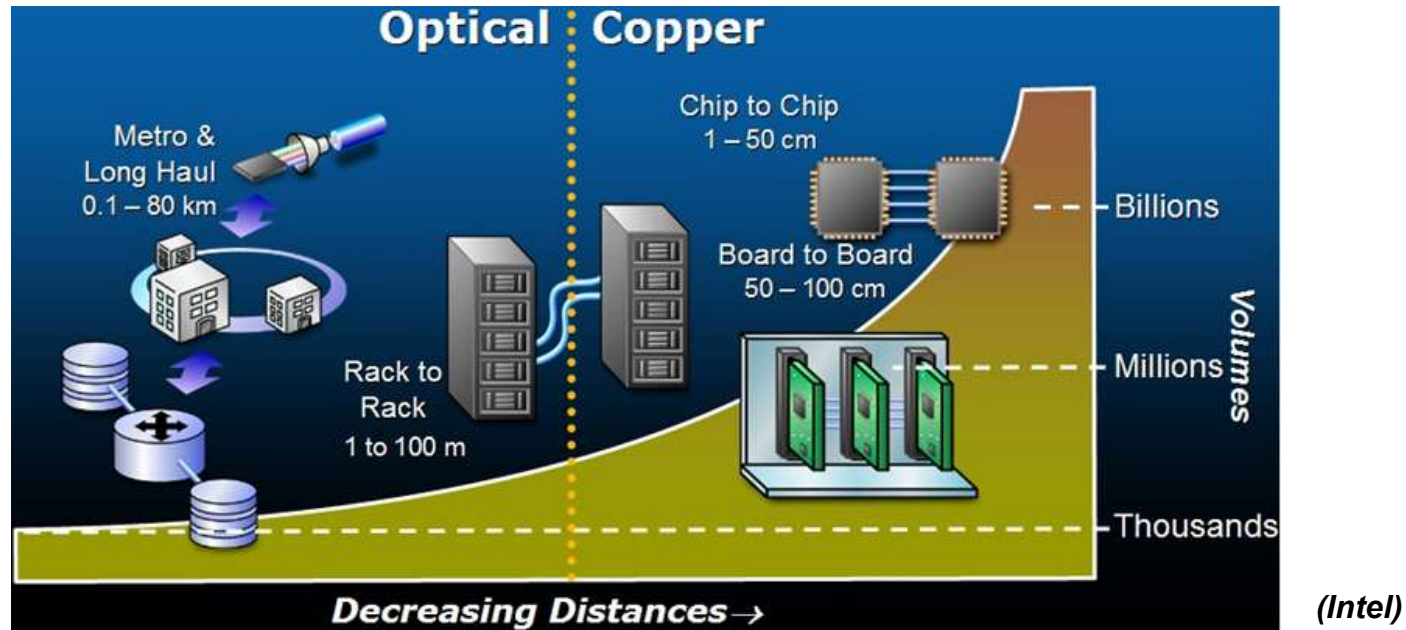 Optical Copper
Metro &
Long Haul
0.1 – 80 km
Chip to Chip
1 – 50 cm
Board to Board
50 – 100 cm
Rack to
Rack
1 to 100 m
Billions
Millions
Thousands
Volumes
Decreasing Distances→
(Intel)